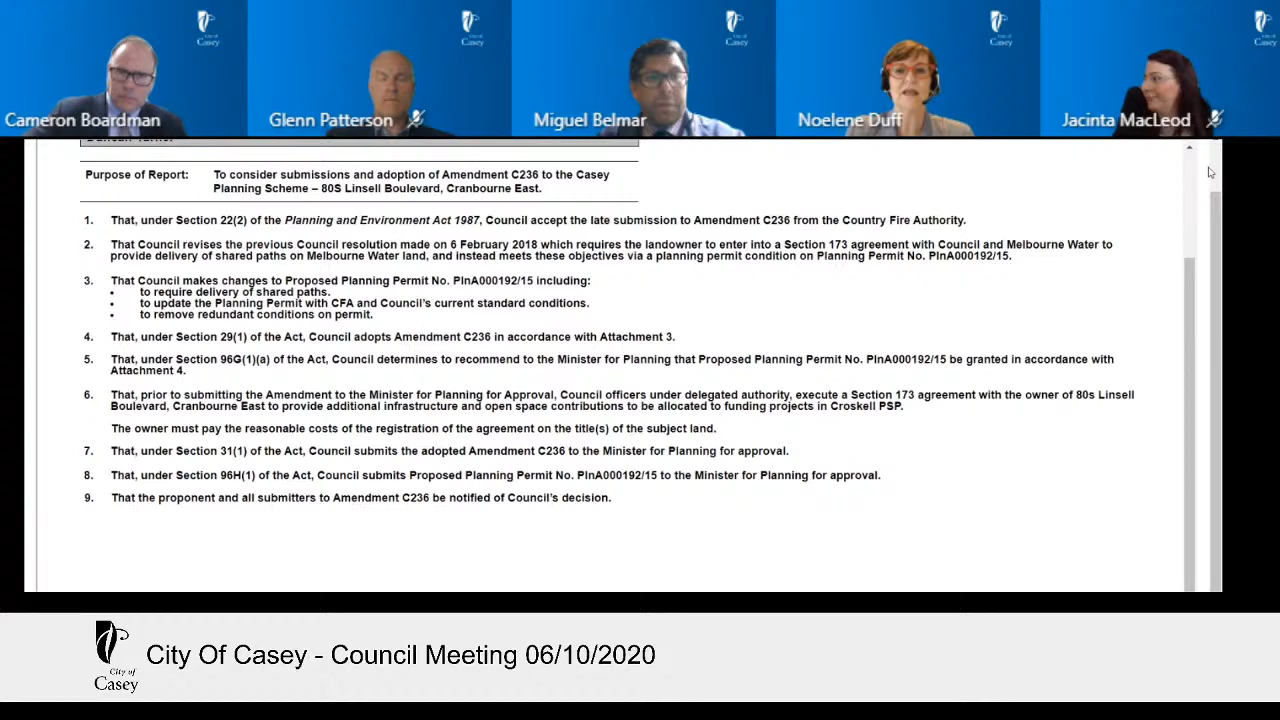 City of
Casey
City of
Casey
City of
Casey
City of
Casey
City of
Casey
Cameron Boardman
Glenn Patterson
Miguel Belmar
Noelene Duff
Jacinta MacLeod
Purpose of Report: To consider submissions and adoption of Amendment C236 to the Casey
Planning Scheme – 80S Linsell Boulevard, Cranbourne East.
1. That, under Section 22(2) of the Planning and Environment Act 1987, Council accept the late submission to Amendment C236 from the Country Fire Authority.
2. That Council revises the previous Council resolution made on 6 February 2018 which requires the landowner to enter into a Section 173 agreement with Council and Melbourne Water to
provide delivery of shared paths on Melbourne Water land, and instead meets these objectives via a planning permit condition on Planning Permit No. PlnA000192/15.
3. That Council makes changes to Proposed Planning Permit No. PlnA000192/15 including:
• to require delivery of shared paths.
• to update the Planning Permit with CFA and Council's current standard conditions.
• to remove redundant conditions on permit.
4. That, under Section 29(1) of the Act, Council adopts Amendment C236 in accordance with Attachment 3.
5. That, under Section 96G(1)(a) of the Act, Council determines to recommend to the Minister for Planning that Proposed Planning Permit No. PlnA000192/15 be granted in accordance with
Attachment 4.
6. That, prior to submitting the Amendment to the Minister for Planning for Approval, Council officers under delegated authority, execute a Section 173 agreement with the owner of 80s Linsell
Boulevard, Cranbourne East to provide additional infrastructure and open space contributions to be allocated to funding projects in Croskell PSP.
The owner must pay the reasonable costs of the registration of the agreement on the title(s) of the subject land.
7. That, under Section 31(1) of the Act, Council submits the adopted Amendment C236 to the Minister for Planning for approval.
8. That, under Section 96H(1) of the Act, Council submits Proposed Planning Permit No. PlnA000192/15 to the Minister for Planning for approval.
9. That the proponent and all submitters to Amendment C236 be notified of Council's decision.
City of
Casey
City Of Casey - Council Meeting 06/10/2020